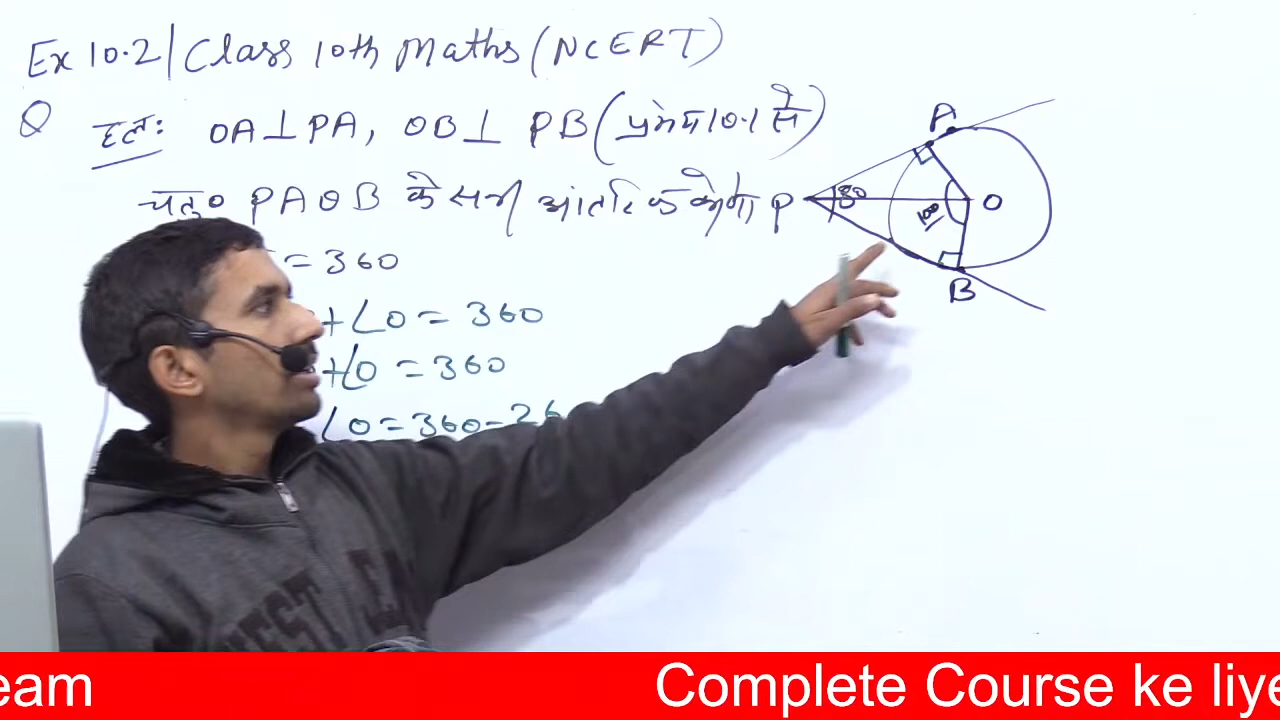 Ex 10.2 | Class 10th Maths (NCERT)
Q हल: OA⊥PA, OB⊥ PB (प्रमेय 10.1 से)
चतु० PAOB के सभी आंतरिक कोणों
= 360
+∠O = 360
+∠O = 360
∠O = 360-26
A
P 80 100 O
B
eam Complete Course ke liye